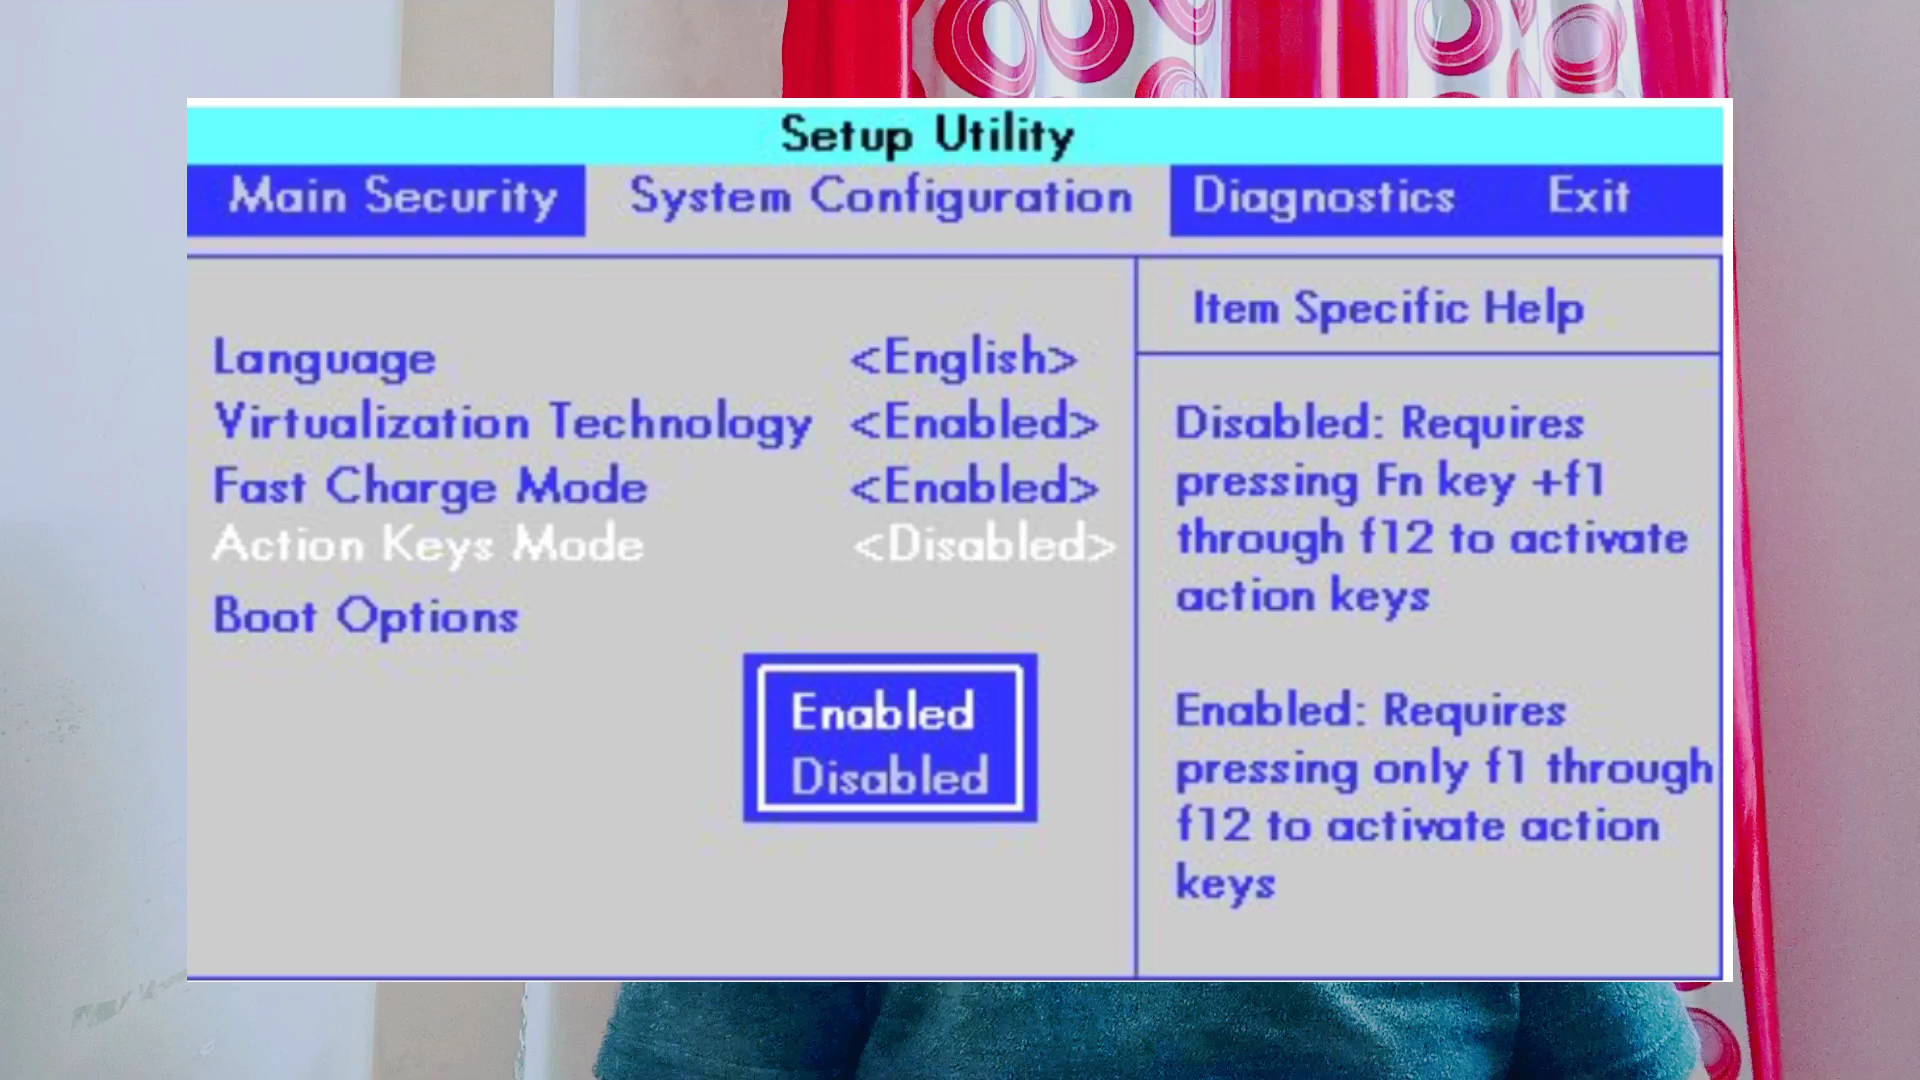 Setup Utility
Main Security System Configuration Diagnostics Exit
Language <English>
Virtualization Technology <Enabled>
Fast Charge Mode <Enabled>
Action Keys Mode <Disabled>
Boot Options
Enabled
Disabled
Item Specific Help
Disabled: Requires
pressing Fn key +f1
through f12 to activate
action keys
Enabled: Requires
pressing only f1 through
f12 to activate action
keys